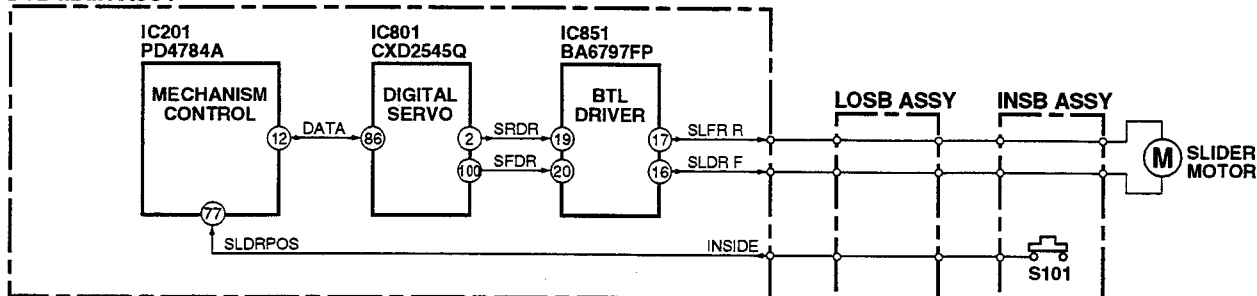 IC201
PD4784A
IC801
CXD2545Q
IC851
BA6797FP
MECHANISM
CONTROL
DIGITAL
SERVO
BTL
DRIVER
LOSB ASSY
INSB ASSY
12
DATA
86
2
SRDR
19
17
SLFR R
100
SFDR
20
16
SLDR F
M
SLIDER
MOTOR
77
SLDRPOS
INSIDE
S101